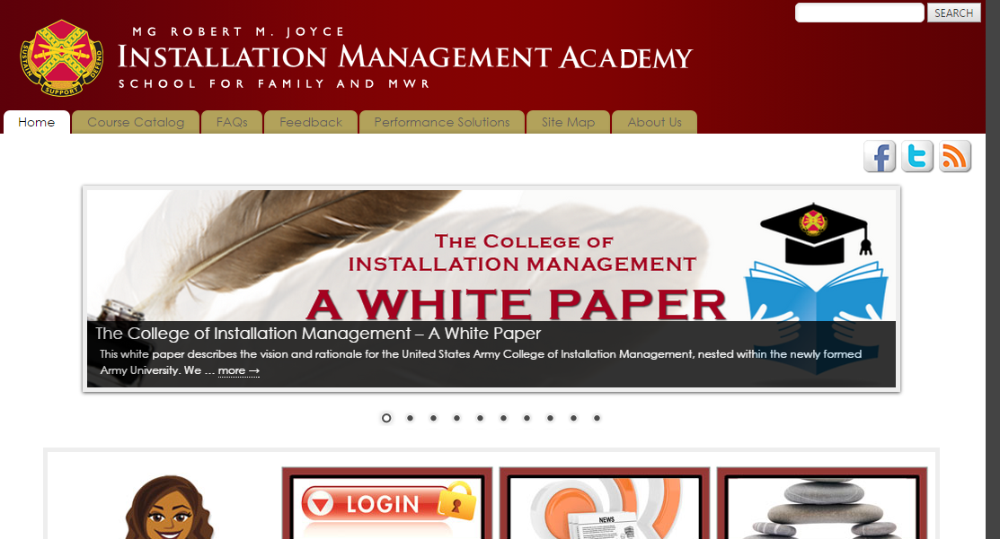 SEARCH
SUSTAIN
DEFEND
SUPPORT
MG ROBERT M. JOYCE
INSTALLATION MANAGEMENT ACADEMY
SCHOOL FOR FAMILY AND MWR
Home Course Catalog FAQs Feedback Performance Solutions Site Map About Us
THE COLLEGE OF
INSTALLATION MANAGEMENT
A WHITE PAPER
The College of Installation Management – A White Paper
This white paper describes the vision and rationale for the United States Army College of Installation Management, nested within the newly formed
Army University. We ... more →
LOGIN
NEWS